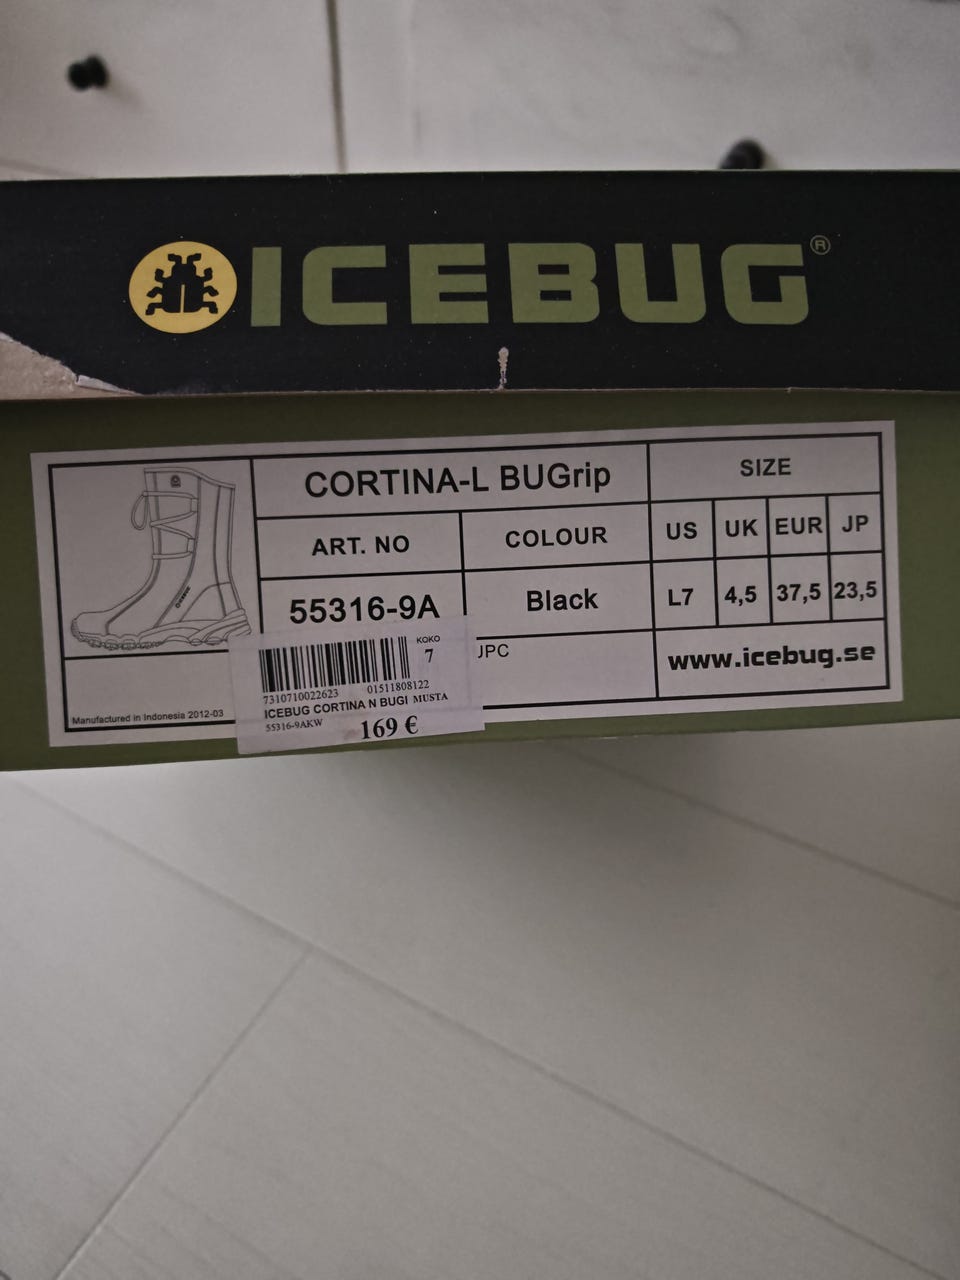 ICEBUG®
CORTINA-L BUGrip
SIZE
ART. NO
COLOUR
US
UK
EUR
JP
55316-9A
Black
L7
4,5
37,5
23,5
JPC
www.icebug.se
Manufactured in Indonesia 2012-03
KOKO
7
7310710022623
01511808122
ICEBUG CORTINA N BUGI MUSTA
55316-9AKW
169 €